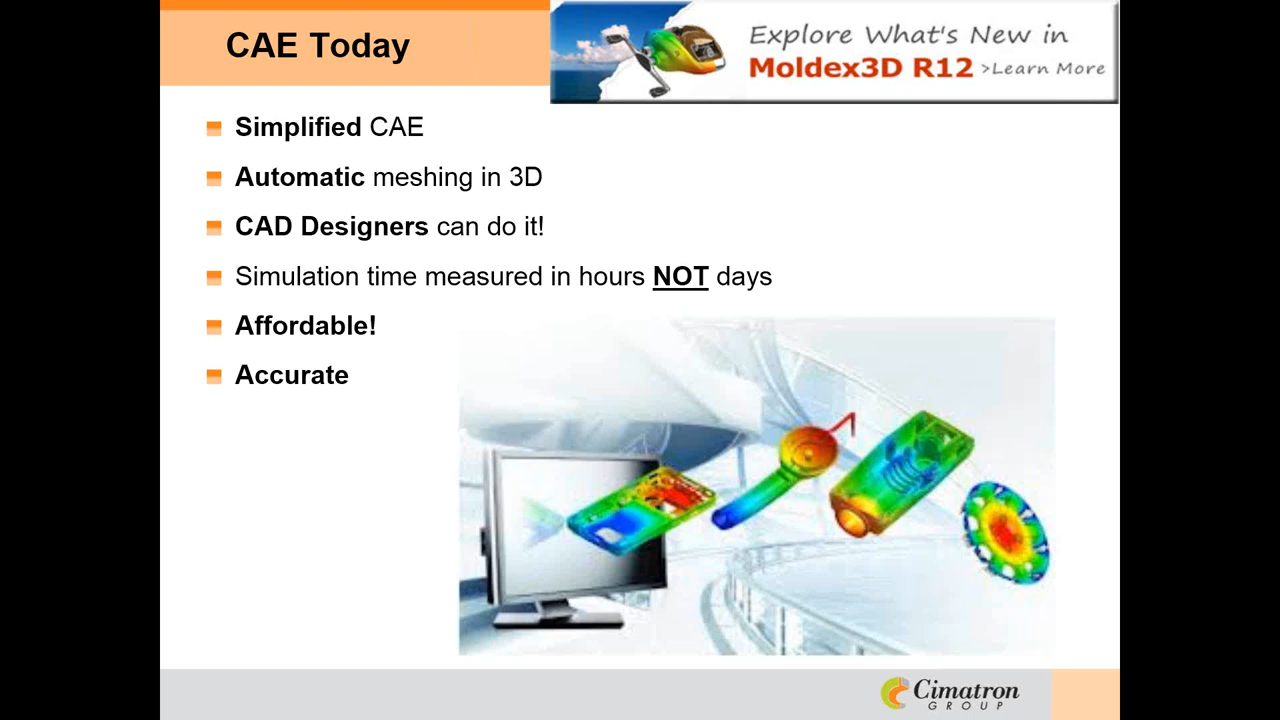 CAE Today
Explore What's New in
Moldex3D R12 >Learn More
Simplified CAE
Automatic meshing in 3D
CAD Designers can do it!
Simulation time measured in hours NOT days
Affordable!
Accurate
Cimatron
GROUP